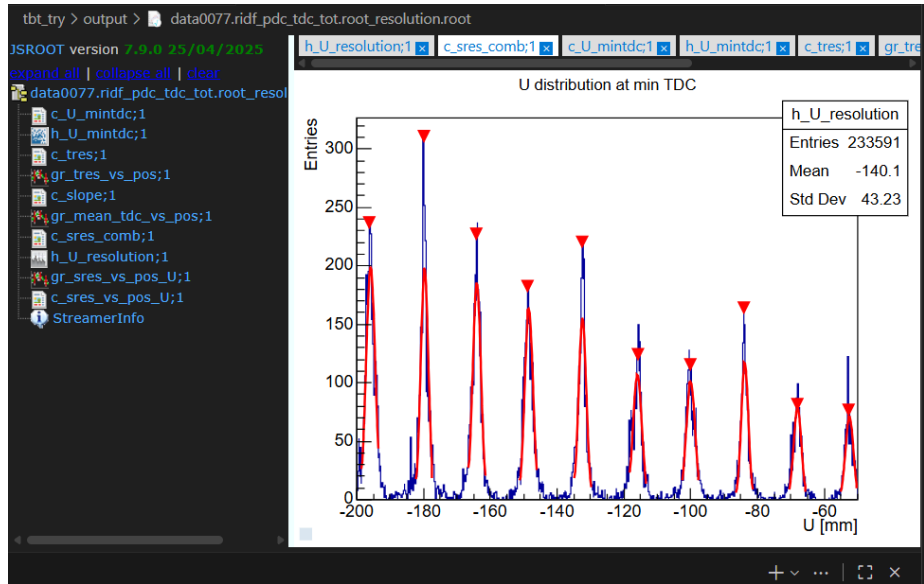 tbt_try > output > data0077.ridf_pdc_tdc_tot.root_resolution.root
JSROOT version 7.9.0 25/04/2025
expand all | collapse all | clear
data0077.ridf_pdc_tdc_tot.root_resol
c_U_mintdc;1
h_U_mintdc;1
c_tres;1
gr_tres_vs_pos;1
c_slope;1
gr_mean_tdc_vs_pos;1
c_sres_comb;1
h_U_resolution;1
gr_sres_vs_pos_U;1
c_sres_vs_pos_U;1
StreamerInfo
h_U_resolution;1 c_sres_comb;1 c_U_mintdc;1 h_U_mintdc;1 c_tres;1 gr_tre
U distribution at min TDC
h_U_resolution
Entries 233591
Mean -140.1
Std Dev 43.23
Entries
300
250
200
150
100
50
0
-200 -180 -160 -140 -120 -100 -80 -60
U [mm]